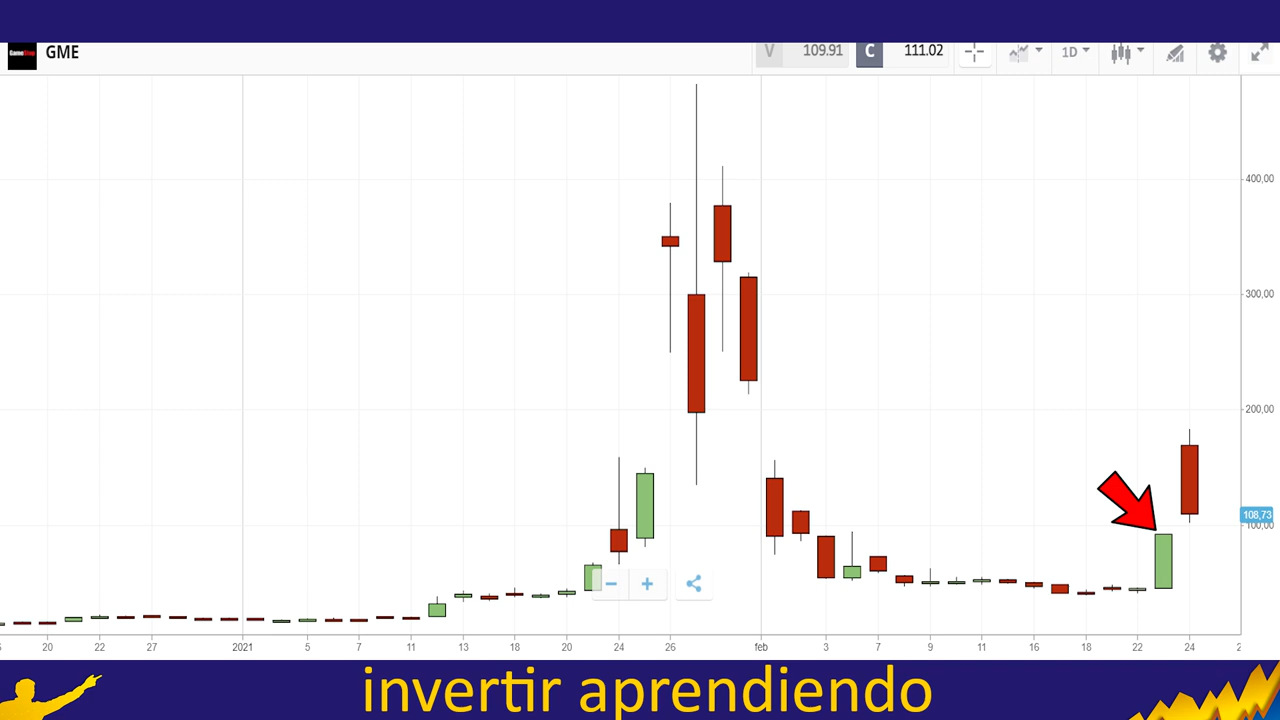 GameStop GME V 109.91 C 111.02 1D
400,00
300,00
200,00
108,73
100,00
20 22 27 2021 5 7 11 13 18 20 24 26 feb 3 7 9 11 16 18 22 24 2
invertir aprendiendo